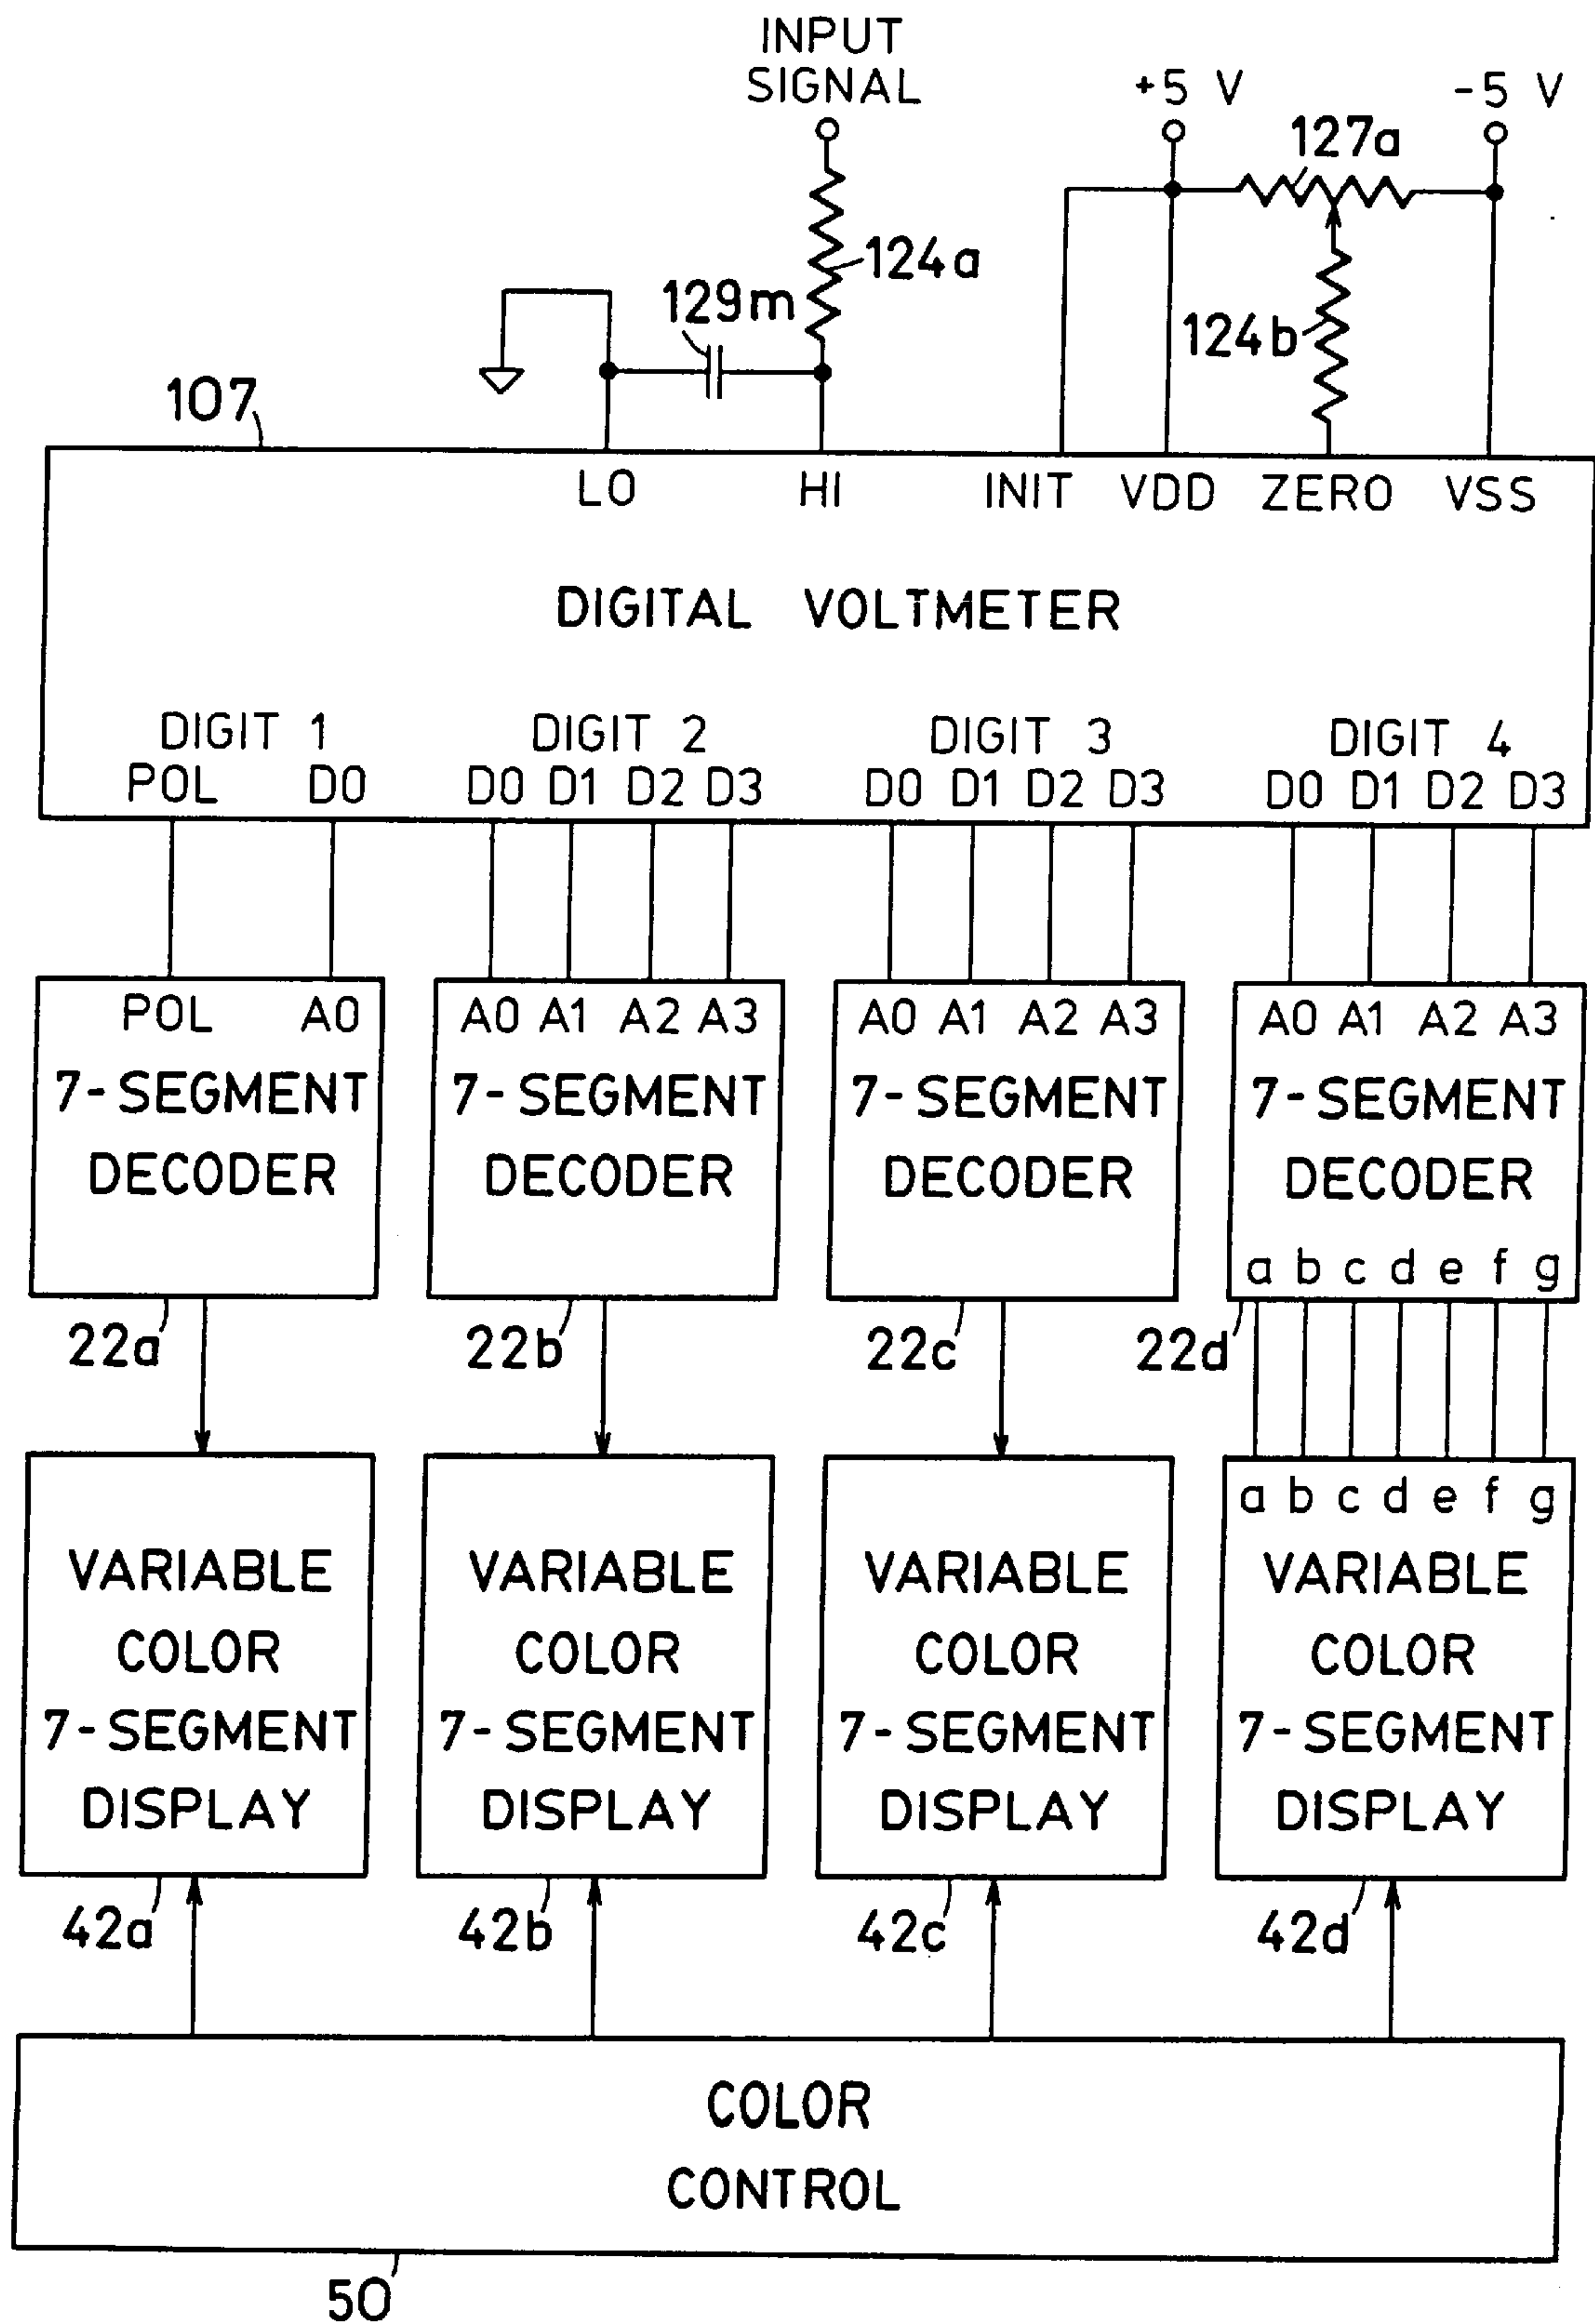 INPUT
SIGNAL
+5 V
-5 V
127a
124a
129m
124b
107
LO HI INIT VDD ZERO VSS
DIGITAL VOLTMETER
DIGIT 1 DIGIT 2 DIGIT 3 DIGIT 4
POL D0 D0 D1 D2 D3 D0 D1 D2 D3 D0 D1 D2 D3
POL A0
7-SEGMENT
DECODER
A0 A1 A2 A3
7-SEGMENT
DECODER
A0 A1 A2 A3
7-SEGMENT
DECODER
A0 A1 A2 A3
7-SEGMENT
DECODER
a b c d e f g
22a
22b
22c
22d
VARIABLE
COLOR
7-SEGMENT
DISPLAY
VARIABLE
COLOR
7-SEGMENT
DISPLAY
VARIABLE
COLOR
7-SEGMENT
DISPLAY
a b c d e f g
VARIABLE
COLOR
7-SEGMENT
DISPLAY
42a
42b
42c
42d
COLOR
CONTROL
50